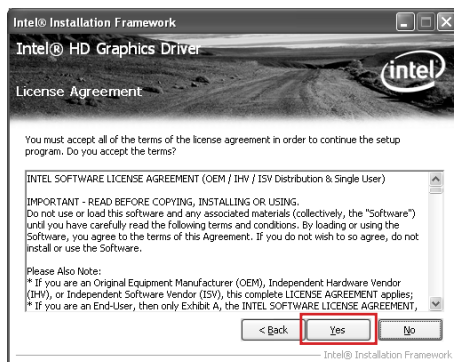 Intel® Installation Framework
Intel® HD Graphics Driver
intel
License Agreement
You must accept all of the terms of the license agreement in order to continue the setup
program. Do you accept the terms?
INTEL SOFTWARE LICENSE AGREEMENT (OEM / IHV / ISV Distribution & Single User)
IMPORTANT - READ BEFORE COPYING, INSTALLING OR USING.
Do not use or load this software and any associated materials (collectively, the "Software")
until you have carefully read the following terms and conditions. By loading or using the
Software, you agree to the terms of this Agreement. If you do not wish to so agree, do not
install or use the Software.
Please Also Note:
* If you are an Original Equipment Manufacturer (OEM), Independent Hardware Vendor
(IHV), or Independent Software Vendor (ISV), this complete LICENSE AGREEMENT applies;
* If you are an End-User, then only Exhibit A, the INTEL SOFTWARE LICENSE AGREEMENT,
< Back Yes No
Intel® Installation Framework